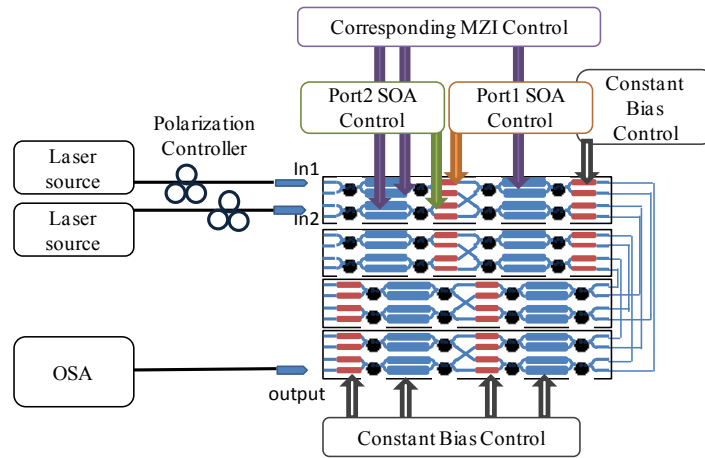 Corresponding MZI Control
Port2 SOA
Control
Port1 SOA
Control
Constant
Bias
Control
Polarization
Controller
Laser
source
In1
Laser
source
In2
OSA
output
Constant Bias Control